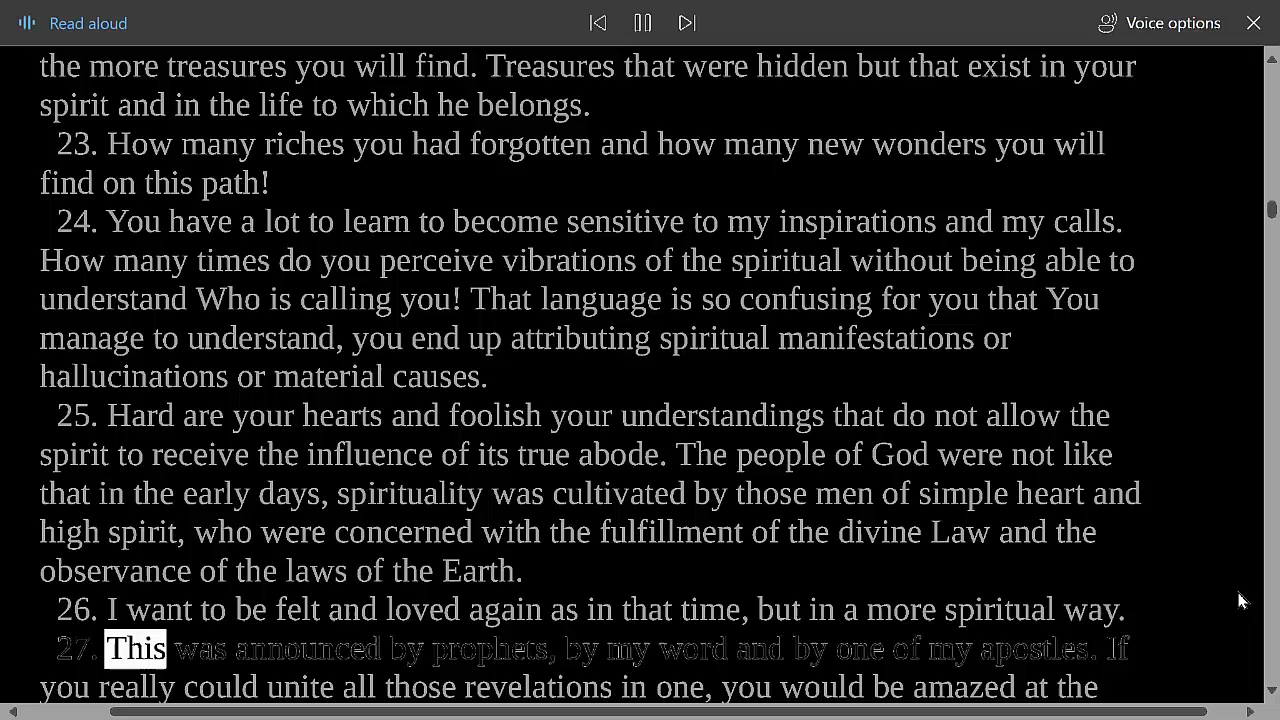 Read aloud
Voice options
the more treasures you will find. Treasures that were hidden but that exist in your
spirit and in the life to which he belongs.
23. How many riches you had forgotten and how many new wonders you will
find on this path!
24. You have a lot to learn to become sensitive to my inspirations and my calls.
How many times do you perceive vibrations of the spiritual without being able to
understand Who is calling you! That language is so confusing for you that You
manage to understand, you end up attributing spiritual manifestations or
hallucinations or material causes.
25. Hard are your hearts and foolish your understandings that do not allow the
spirit to receive the influence of its true abode. The people of God were not like
that in the early days, spirituality was cultivated by those men of simple heart and
high spirit, who were concerned with the fulfillment of the divine Law and the
observance of the laws of the Earth.
26. I want to be felt and loved again as in that time, but in a more spiritual way.
27. This was announced by prophets, by my word and by one of my apostles. If
you really could unite all those revelations in one, you would be amazed at the